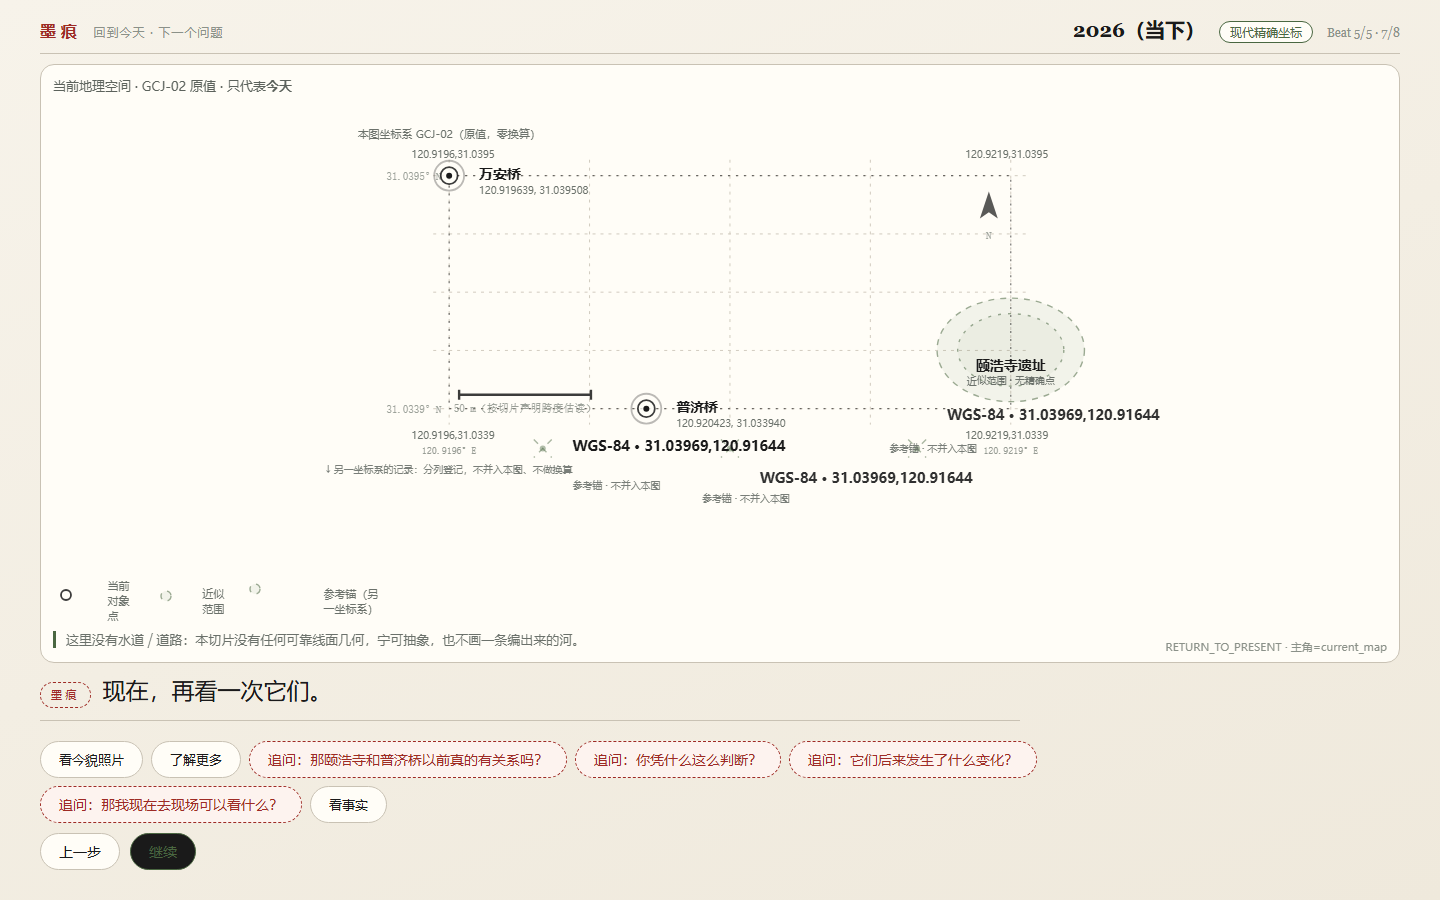 墨痕 回到今天 · 下一个问题
2026（当下） 现代精确坐标 Beat 5/5 · 7/8
当前地理空间 · GCJ-02 原值 · 只代表今天
本图坐标系 GCJ-02（原值，零换算）
120.9196,31.0395
120.9219,31.0395
31.0395° N
万安桥
120.919639, 31.039508
N
颐浩寺遗址
近似范围 · 无精确点
50 m（按切片声明跨度估读）
31.0339° N
普济桥
120.920423, 31.033940
WGS-84 • 31.03969,120.91644
120.9196,31.0339
120.9196° E
120.9219,31.0339
120.9219° E
WGS-84 • 31.03969,120.91644
参考锚 · 不并入本图
↓ 另一坐标系的记录：分列登记，不并入本图、不做换算
WGS-84 • 31.03969,120.91644
参考锚 · 不并入本图
参考锚 · 不并入本图
当前
对象
点
近似
范围
参考锚（另
一坐标系）
这里没有水道 / 道路：本切片没有任何可靠线面几何，宁可抽象，也不画一条编出来的河。
RETURN_TO_PRESENT · 主角=current_map
墨痕 现在，再看一次它们。
看今貌照片 了解更多 追问：那颐浩寺和普济桥以前真的有关系吗？ 追问：你凭什么这么判断？ 追问：它们后来发生了什么变化？
追问：那我现在去现场可以看什么？ 看事实
上一步 继续